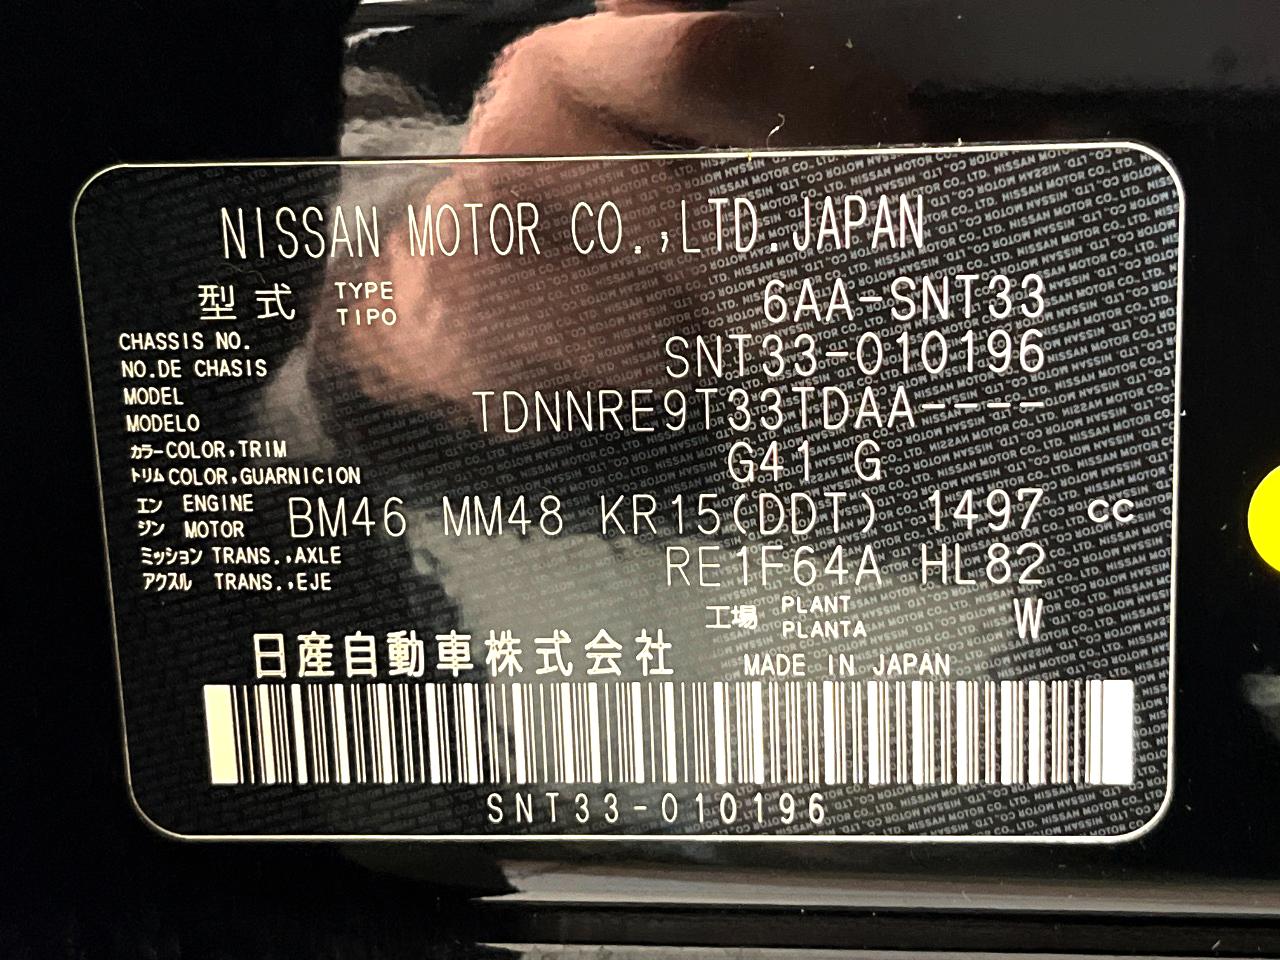 NISSAN MOTOR CO.,LTD.JAPAN
型式 TYPE TIPO 6AA-SNT33
CHASSIS NO. NO.DE CHASIS SNT33-010196
MODEL MODELO TDNNRE9T33TDAA----
カラー トリム COLOR,TRIM COLOR,GUARNICION G41 G
エンジン ENGINE MOTOR BM46 MM48 KR15(DDT) 1497 cc
ミッション アクスル TRANS.,AXLE TRANS.,EJE RE1F64A HL82
工場 PLANT PLANTA W
日産自動車株式会社 MADE IN JAPAN
SNT33-010196